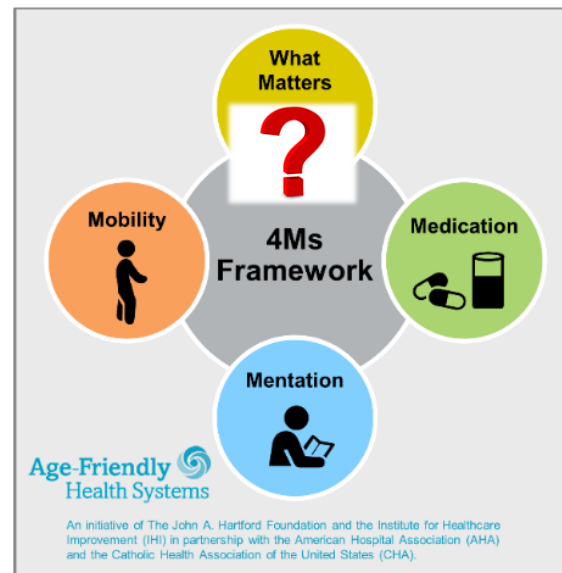 What
Matters
?
Mobility
4Ms
Framework
Medication
Mentation
Age-Friendly
Health Systems
An initiative of The John A. Hartford Foundation and the Institute for Healthcare
Improvement (IHI) in partnership with the American Hospital Association (AHA)
and the Catholic Health Association of the United States (CHA).